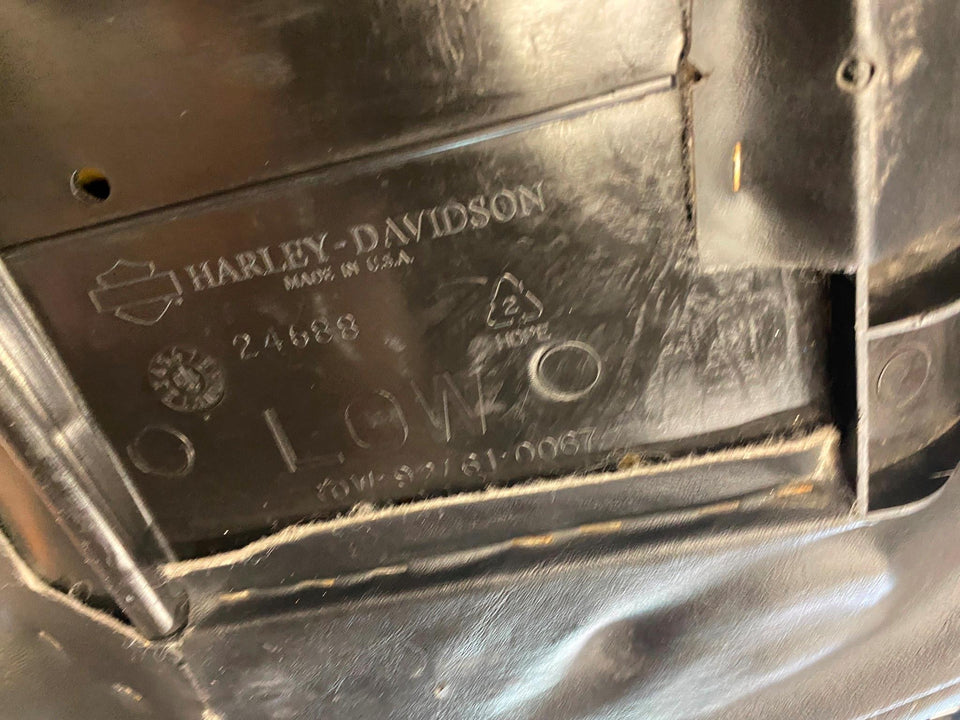 HARLEY-DAVIDSON
MADE IN U.S.A.
24688
2
HDPE
LOW